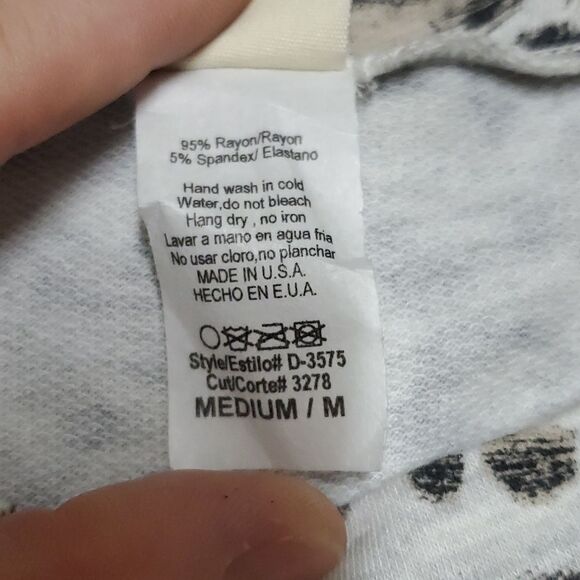 95% Rayon/Rayon
5% Spandex/ Elastano
Hand wash in cold
Water,do not bleach
Hang dry , no iron
Lavar a mano en agua fria
No usar cloro,no planchar
MADE IN U.S.A.
HECHO EN E.U.A.
Style/Estilo# D-3575
Cut/Corte# 3278
MEDIUM / M